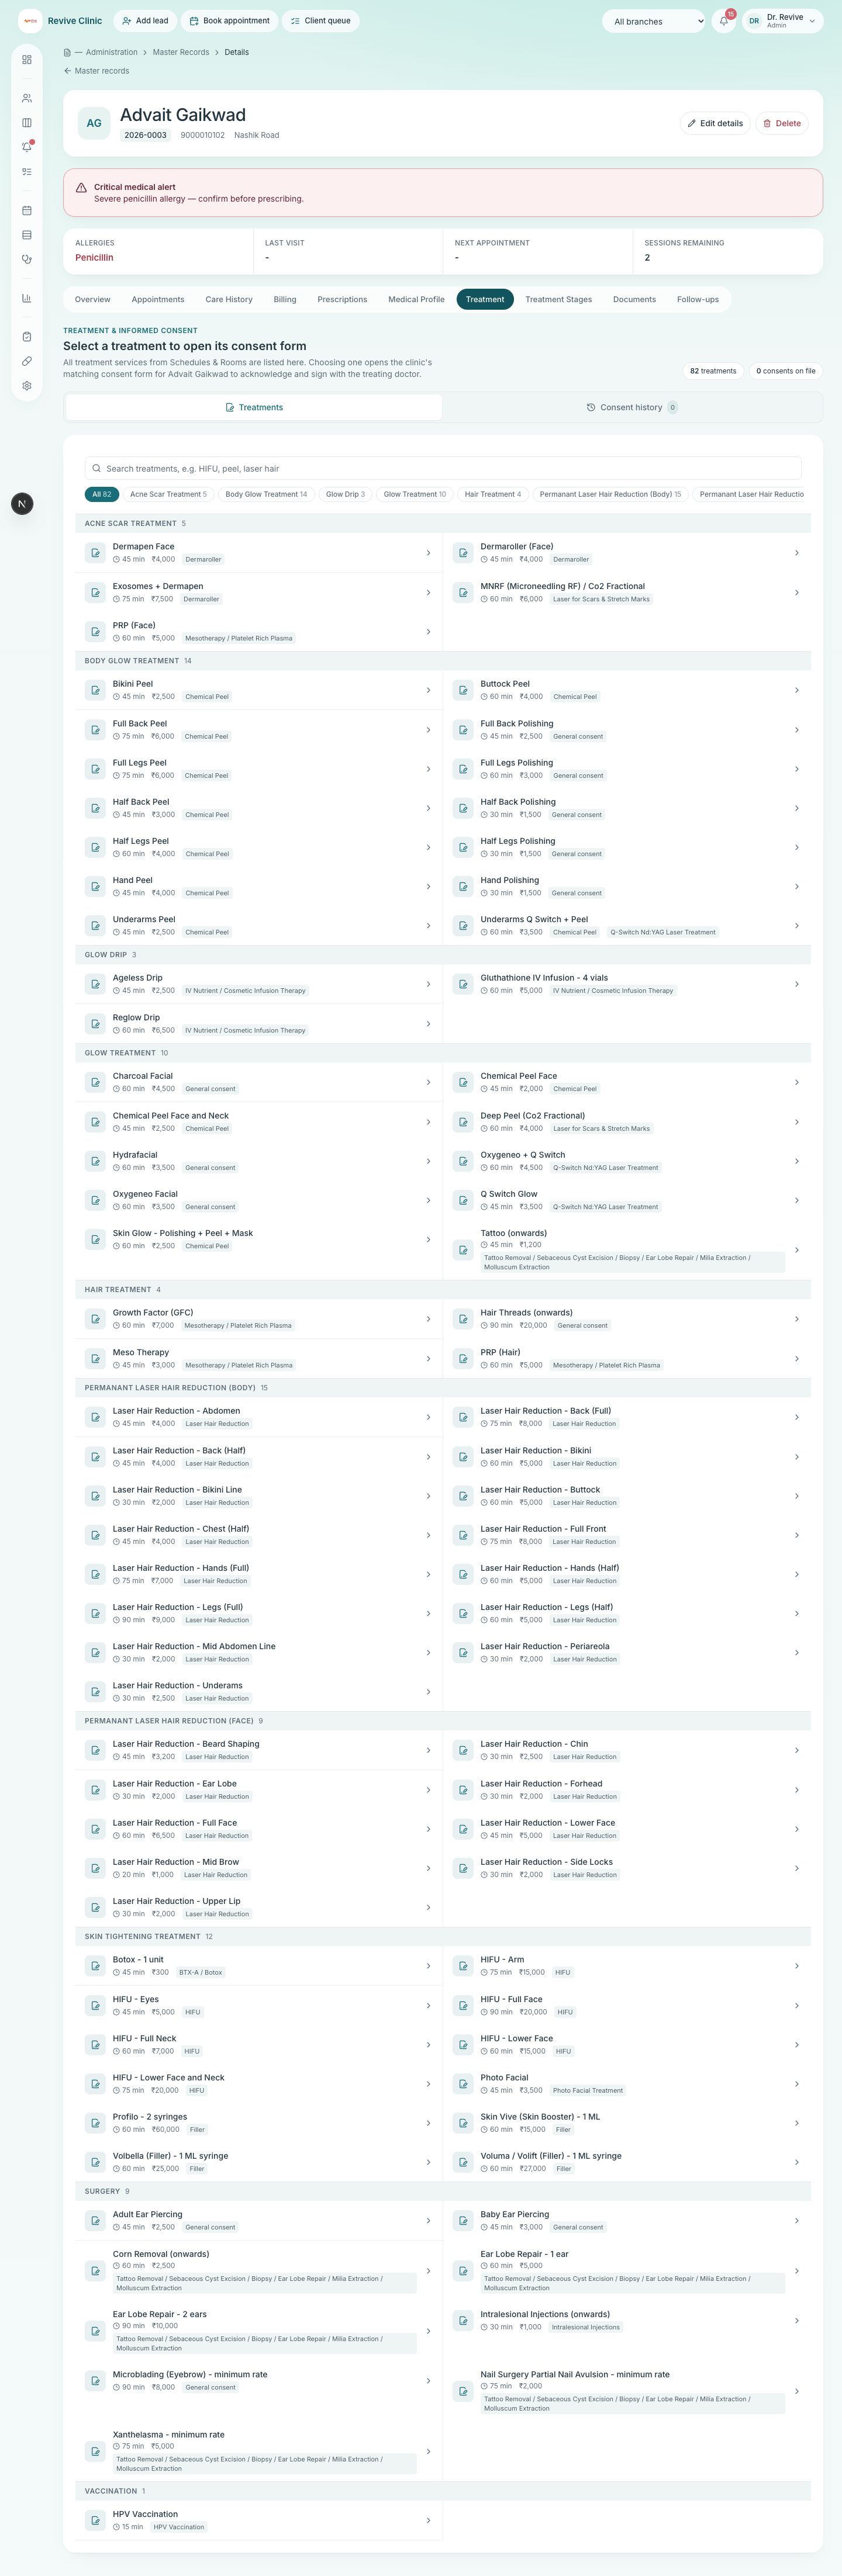 Revive Clinic
Add lead
Book appointment
Client queue
All branches
15
DR
Dr. Revive
Admin
— Administration > Master Records > Details
← Master records
AG
Advait Gaikwad
2026-0003 9000010102 Nashik Road
Edit details
Delete
Critical medical alert
Severe penicillin allergy — confirm before prescribing.
ALLERGIES
Penicillin
LAST VISIT
-
NEXT APPOINTMENT
-
SESSIONS REMAINING
2
Overview Appointments Care History Billing Prescriptions Medical Profile Treatment Treatment Stages Documents Follow-ups
TREATMENT & INFORMED CONSENT
Select a treatment to open its consent form
All treatment services from Schedules & Rooms are listed here. Choosing one opens the clinic's
matching consent form for Advait Gaikwad to acknowledge and sign with the treating doctor.
82 treatments
0 consents on file
Treatments
Consent history 0
N
Search treatments, e.g. HIFU, peel, laser hair
All 82 Acne Scar Treatment 5 Body Glow Treatment 14 Glow Drip 3 Glow Treatment 10 Hair Treatment 4 Permanant Laser Hair Reduction (Body) 15 Permanant Laser Hair Reductio
ACNE SCAR TREATMENT 5
Dermapen Face
45 min ₹4,000 Dermaroller
Dermaroller (Face)
45 min ₹4,000 Dermaroller
Exosomes + Dermapen
75 min ₹7,500 Dermaroller
MNRF (Microneedling RF) / Co2 Fractional
60 min ₹6,000 Laser for Scars & Stretch Marks
PRP (Face)
60 min ₹5,000 Mesotherapy / Platelet Rich Plasma
BODY GLOW TREATMENT 14
Bikini Peel
45 min ₹2,500 Chemical Peel
Buttock Peel
60 min ₹4,000 Chemical Peel
Full Back Peel
75 min ₹6,000 Chemical Peel
Full Back Polishing
45 min ₹2,500 General consent
Full Legs Peel
75 min ₹6,000 Chemical Peel
Full Legs Polishing
60 min ₹3,000 General consent
Half Back Peel
45 min ₹3,000 Chemical Peel
Half Back Polishing
30 min ₹1,500 General consent
Half Legs Peel
60 min ₹4,000 Chemical Peel
Half Legs Polishing
30 min ₹1,500 General consent
Hand Peel
45 min ₹4,000 Chemical Peel
Hand Polishing
30 min ₹1,500 General consent
Underarms Peel
45 min ₹2,500 Chemical Peel
Underarms Q Switch + Peel
60 min ₹3,500 Chemical Peel Q-Switch Nd:YAG Laser Treatment
GLOW DRIP 3
Ageless Drip
45 min ₹2,500 IV Nutrient / Cosmetic Infusion Therapy
Gluthathione IV Infusion - 4 vials
60 min ₹5,000 IV Nutrient / Cosmetic Infusion Therapy
Reglow Drip
60 min ₹6,500 IV Nutrient / Cosmetic Infusion Therapy
GLOW TREATMENT 10
Charcoal Facial
60 min ₹4,500 General consent
Chemical Peel Face
45 min ₹2,000 Chemical Peel
Chemical Peel Face and Neck
45 min ₹2,500 Chemical Peel
Deep Peel (Co2 Fractional)
60 min ₹4,000 Laser for Scars & Stretch Marks
Hydrafacial
60 min ₹3,500 General consent
Oxygeneo + Q Switch
60 min ₹4,500 Q-Switch Nd:YAG Laser Treatment
Oxygeneo Facial
60 min ₹3,500 General consent
Q Switch Glow
45 min ₹3,500 Q-Switch Nd:YAG Laser Treatment
Skin Glow - Polishing + Peel + Mask
60 min ₹2,500 Chemical Peel
Tattoo (onwards)
45 min ₹1,200
Tattoo Removal / Sebaceous Cyst Excision / Biopsy / Ear Lobe Repair / Milia Extraction /
Molluscum Extraction
HAIR TREATMENT 4
Growth Factor (GFC)
60 min ₹7,000 Mesotherapy / Platelet Rich Plasma
Hair Threads (onwards)
90 min ₹20,000 General consent
Meso Therapy
45 min ₹3,000 Mesotherapy / Platelet Rich Plasma
PRP (Hair)
60 min ₹5,000 Mesotherapy / Platelet Rich Plasma
PERMANANT LASER HAIR REDUCTION (BODY) 15
Laser Hair Reduction - Abdomen
45 min ₹4,000 Laser Hair Reduction
Laser Hair Reduction - Back (Full)
75 min ₹8,000 Laser Hair Reduction
Laser Hair Reduction - Back (Half)
45 min ₹4,000 Laser Hair Reduction
Laser Hair Reduction - Bikini
60 min ₹5,000 Laser Hair Reduction
Laser Hair Reduction - Bikini Line
30 min ₹2,000 Laser Hair Reduction
Laser Hair Reduction - Buttock
60 min ₹5,000 Laser Hair Reduction
Laser Hair Reduction - Chest (Half)
45 min ₹4,000 Laser Hair Reduction
Laser Hair Reduction - Full Front
75 min ₹8,000 Laser Hair Reduction
Laser Hair Reduction - Hands (Full)
75 min ₹7,000 Laser Hair Reduction
Laser Hair Reduction - Hands (Half)
60 min ₹5,000 Laser Hair Reduction
Laser Hair Reduction - Legs (Full)
90 min ₹9,000 Laser Hair Reduction
Laser Hair Reduction - Legs (Half)
60 min ₹5,000 Laser Hair Reduction
Laser Hair Reduction - Mid Abdomen Line
30 min ₹2,000 Laser Hair Reduction
Laser Hair Reduction - Periareola
30 min ₹2,000 Laser Hair Reduction
Laser Hair Reduction - Underams
30 min ₹2,500 Laser Hair Reduction
PERMANANT LASER HAIR REDUCTION (FACE) 9
Laser Hair Reduction - Beard Shaping
45 min ₹3,200 Laser Hair Reduction
Laser Hair Reduction - Chin
30 min ₹2,500 Laser Hair Reduction
Laser Hair Reduction - Ear Lobe
30 min ₹2,000 Laser Hair Reduction
Laser Hair Reduction - Forhead
30 min ₹2,000 Laser Hair Reduction
Laser Hair Reduction - Full Face
60 min ₹6,500 Laser Hair Reduction
Laser Hair Reduction - Lower Face
45 min ₹5,000 Laser Hair Reduction
Laser Hair Reduction - Mid Brow
20 min ₹1,000 Laser Hair Reduction
Laser Hair Reduction - Side Locks
30 min ₹2,000 Laser Hair Reduction
Laser Hair Reduction - Upper Lip
30 min ₹2,000 Laser Hair Reduction
SKIN TIGHTENING TREATMENT 12
Botox - 1 unit
45 min ₹300 BTX-A / Botox
HIFU - Arm
75 min ₹15,000 HIFU
HIFU - Eyes
45 min ₹5,000 HIFU
HIFU - Full Face
90 min ₹20,000 HIFU
HIFU - Full Neck
60 min ₹7,000 HIFU
HIFU - Lower Face
60 min ₹15,000 HIFU
HIFU - Lower Face and Neck
75 min ₹20,000 HIFU
Photo Facial
45 min ₹3,500 Photo Facial Treatment
Profilo - 2 syringes
60 min ₹60,000 Filler
Skin Vive (Skin Booster) - 1 ML
60 min ₹15,000 Filler
Volbella (Filler) - 1 ML syringe
60 min ₹25,000 Filler
Voluma / Volift (Filler) - 1 ML syringe
60 min ₹27,000 Filler
SURGERY 9
Adult Ear Piercing
45 min ₹2,500 General consent
Baby Ear Piercing
45 min ₹3,000 General consent
Corn Removal (onwards)
60 min ₹2,500
Tattoo Removal / Sebaceous Cyst Excision / Biopsy / Ear Lobe Repair / Milia Extraction /
Molluscum Extraction
Ear Lobe Repair - 1 ear
60 min ₹5,000
Tattoo Removal / Sebaceous Cyst Excision / Biopsy / Ear Lobe Repair / Milia Extraction /
Molluscum Extraction
Ear Lobe Repair - 2 ears
90 min ₹10,000
Tattoo Removal / Sebaceous Cyst Excision / Biopsy / Ear Lobe Repair / Milia Extraction /
Molluscum Extraction
Intralesional Injections (onwards)
30 min ₹1,000 Intralesional Injections
Microblading (Eyebrow) - minimum rate
90 min ₹8,000 General consent
Nail Surgery Partial Nail Avulsion - minimum rate
75 min ₹2,000
Tattoo Removal / Sebaceous Cyst Excision / Biopsy / Ear Lobe Repair / Milia Extraction /
Molluscum Extraction
Xanthelasma - minimum rate
75 min ₹5,000
Tattoo Removal / Sebaceous Cyst Excision / Biopsy / Ear Lobe Repair / Milia Extraction /
Molluscum Extraction
VACCINATION 1
HPV Vaccination
15 min HPV Vaccination